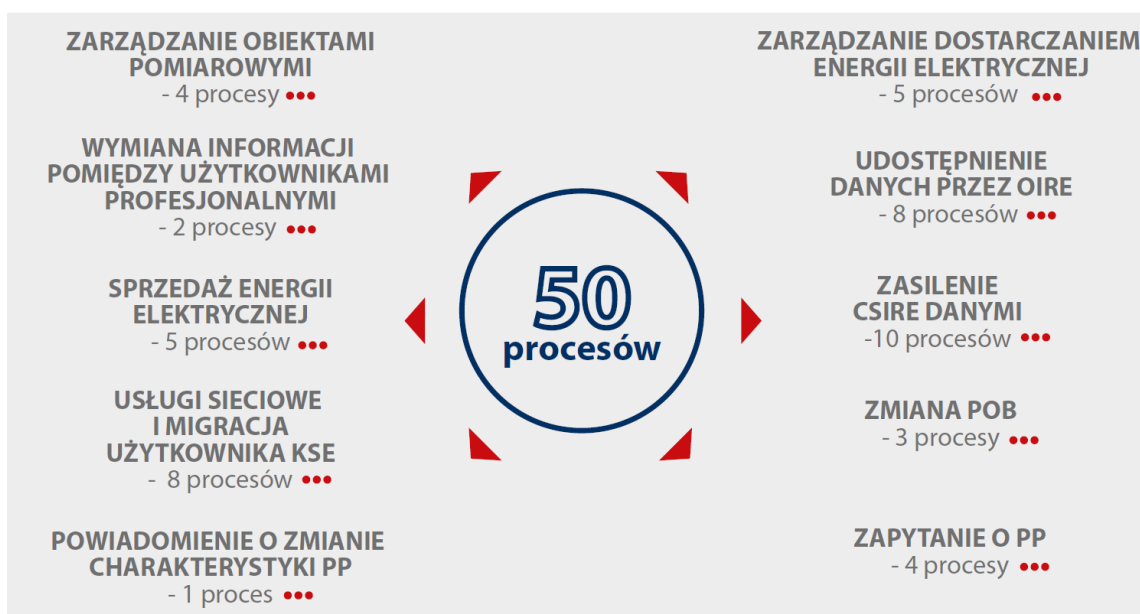 ZARZĄDZANIE OBIEKTAMI
POMIAROWYMI
- 4 procesy
WYMIANA INFORMACJI
POMIĘDZY UŻYTKOWNIKAMI
PROFESJONALNYMI
- 2 procesy
SPRZEDAŻ ENERGII
ELEKTRYCZNEJ
- 5 procesów
USŁUGI SIECIOWE
I MIGRACJA
UŻYTKOWNIKA KSE
- 8 procesów
POWIADOMIENIE O ZMIANIE
CHARAKTERYSTYKI PP
- 1 proces
50
procesów
ZARZĄDZANIE DOSTARCZANIEM
ENERGII ELEKTRYCZNEJ
- 5 procesów
UDOSTĘPNIENIE
DANYCH PRZEZ OIRE
- 8 procesów
ZASILENIE
CSIRE DANYMI
-10 procesów
ZMIANA POB
- 3 procesy
ZAPYTANIE O PP
- 4 procesy